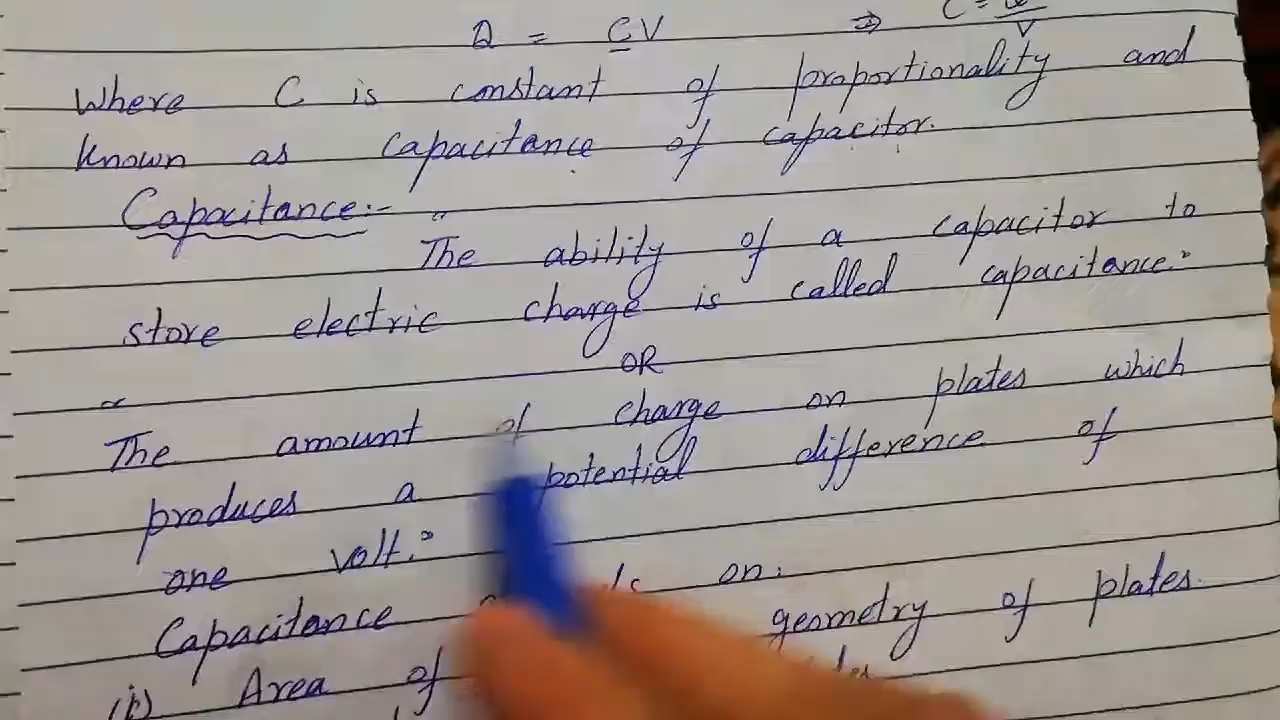 Q = CV ⇒ C = Q/V
Where C is constant of proportionality and
known as capacitance of capacitor.
Capacitance:-
"The ability of a capacitor to
store electric charge is called capacitance."
OR
"The amount of charge on plates which
produces a potential difference of
one volt."
Capacitance on:
geometry of plates.
Area of